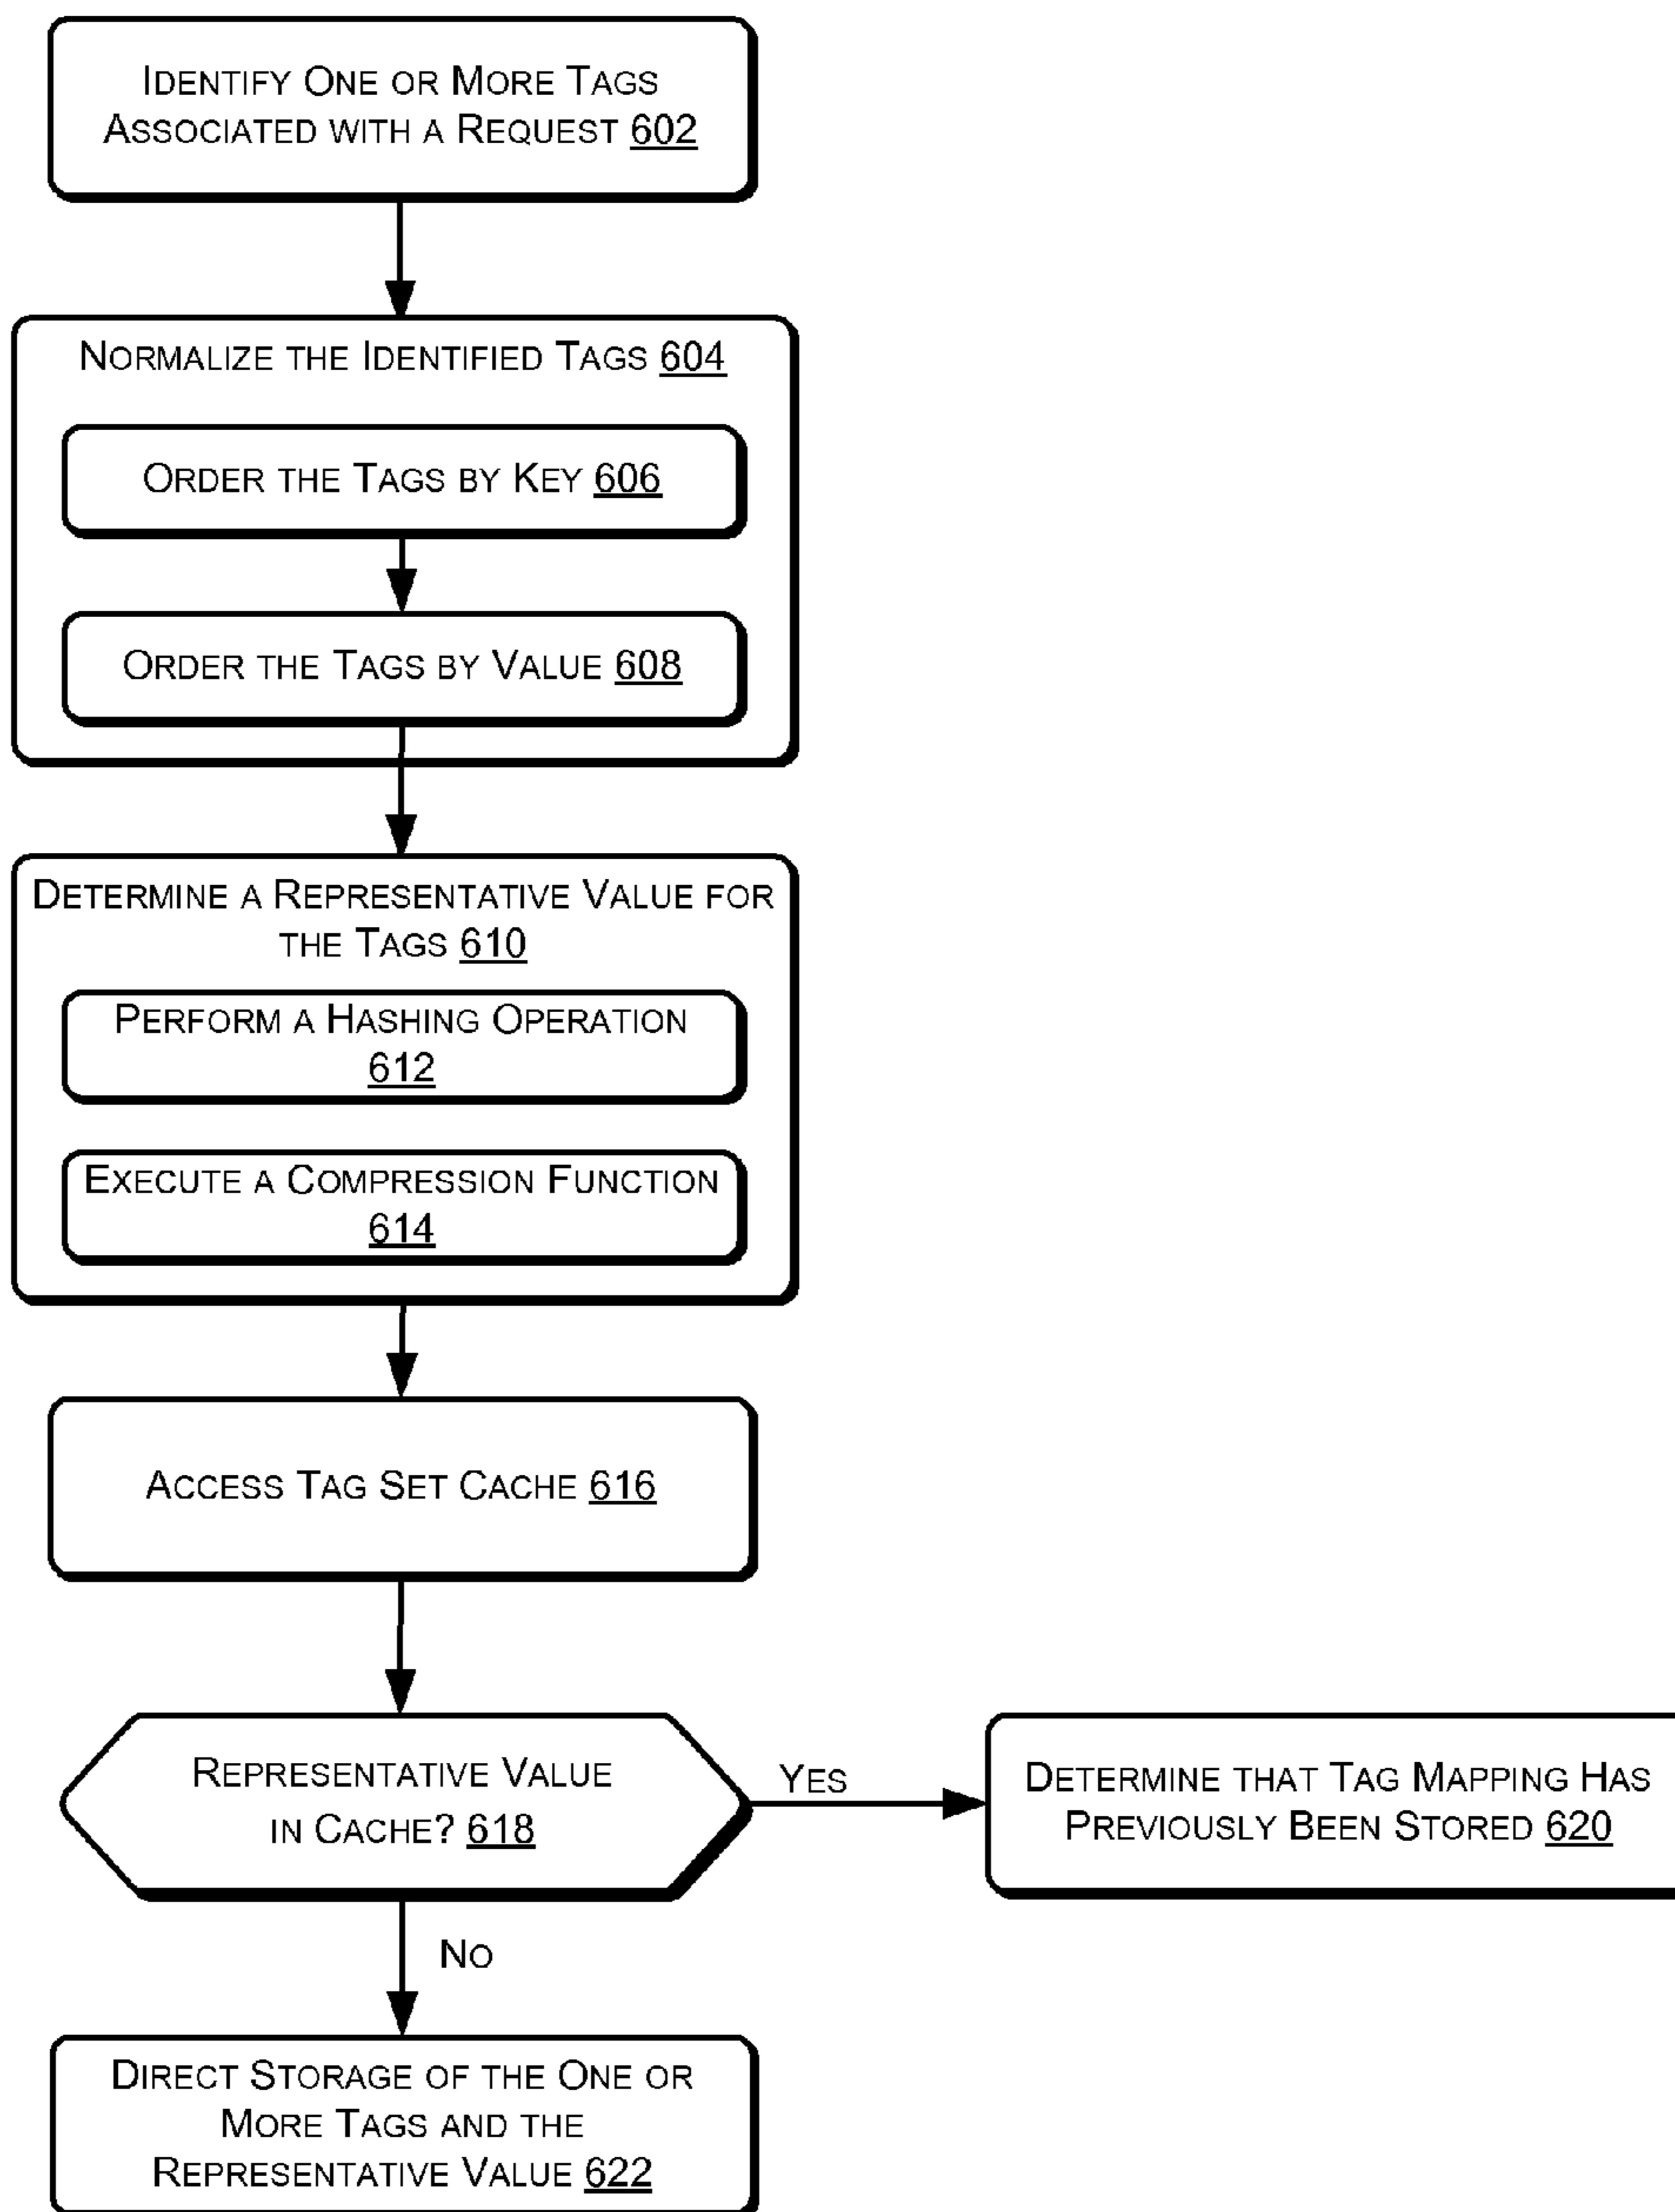 IDENTIFY ONE OR MORE TAGS
ASSOCIATED WITH A REQUEST 602
NORMALIZE THE IDENTIFIED TAGS 604
ORDER THE TAGS BY KEY 606
ORDER THE TAGS BY VALUE 608
DETERMINE A REPRESENTATIVE VALUE FOR
THE TAGS 610
PERFORM A HASHING OPERATION
612
EXECUTE A COMPRESSION FUNCTION
614
ACCESS TAG SET CACHE 616
REPRESENTATIVE VALUE
IN CACHE? 618
YES
DETERMINE THAT TAG MAPPING HAS
PREVIOUSLY BEEN STORED 620
NO
DIRECT STORAGE OF THE ONE OR
MORE TAGS AND THE
REPRESENTATIVE VALUE 622